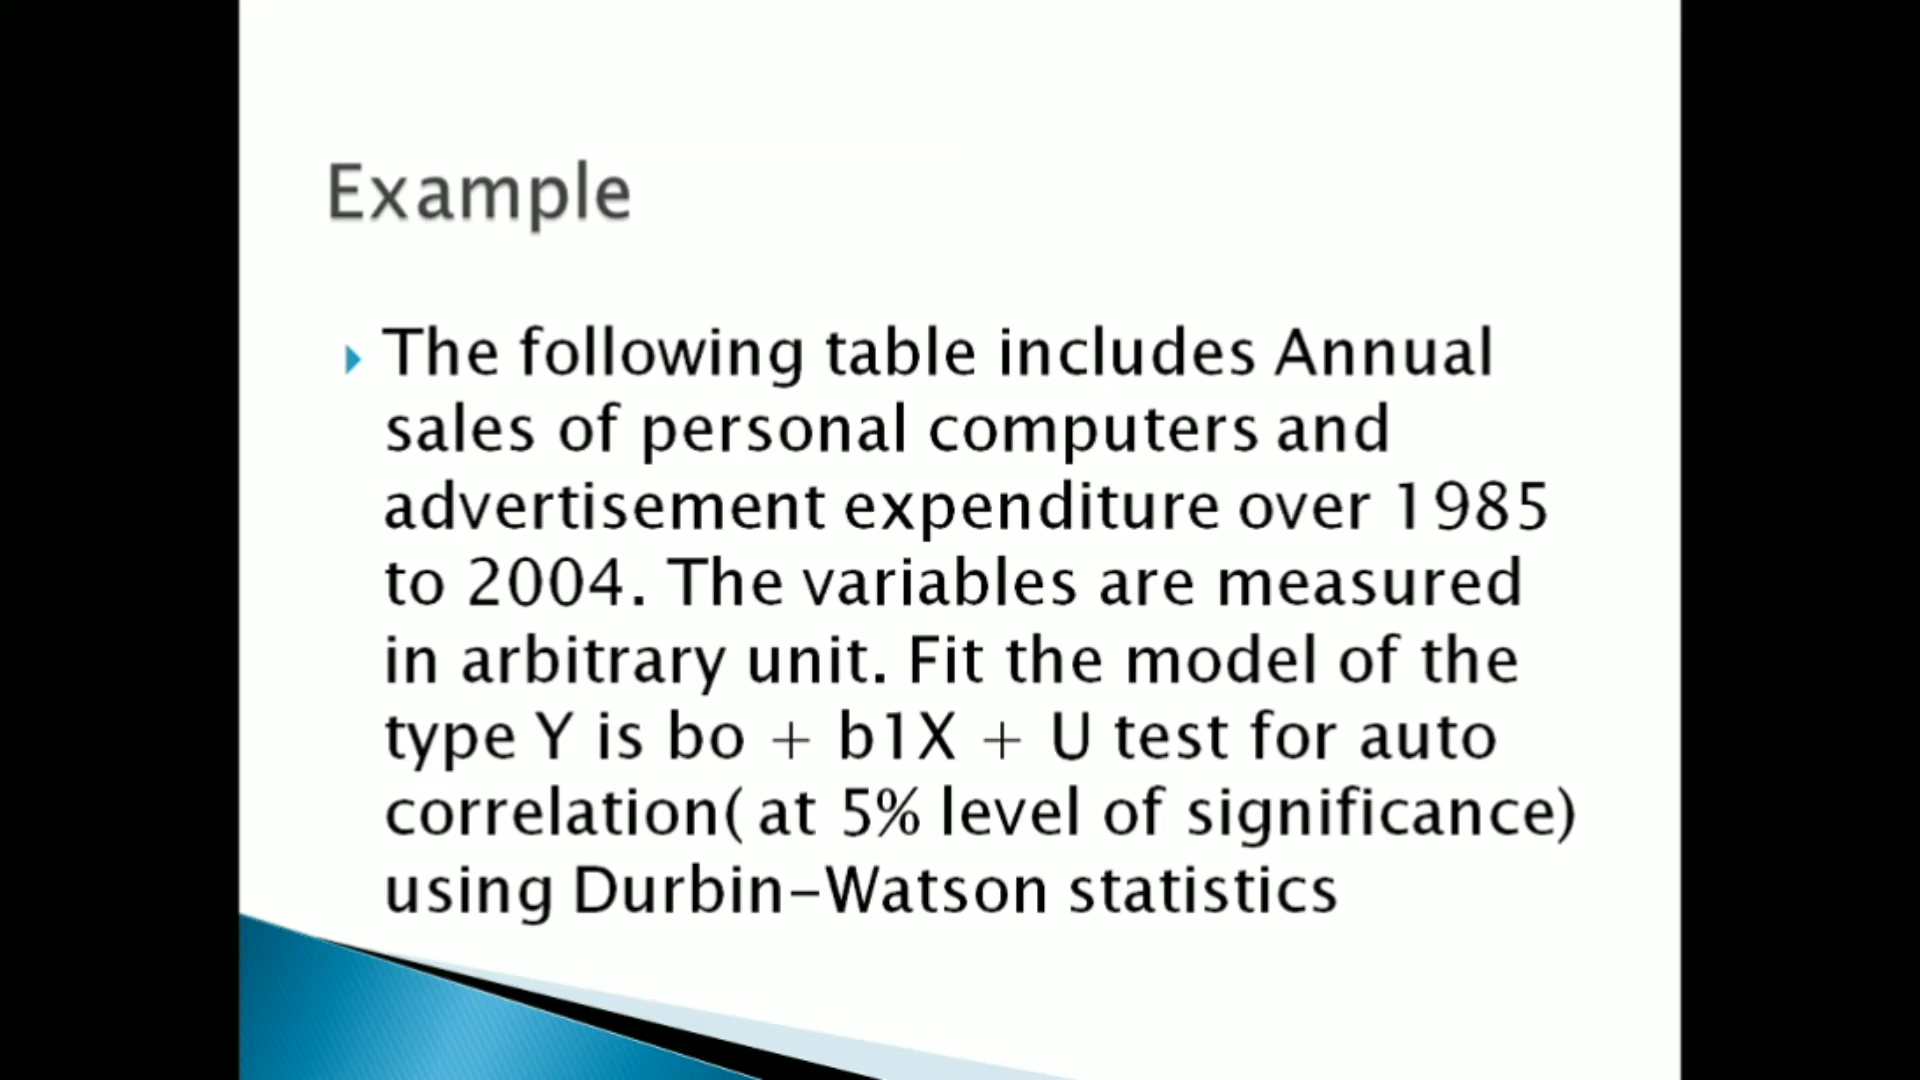 Example
The following table includes Annual
sales of personal computers and
advertisement expenditure over 1985
to 2004. The variables are measured
in arbitrary unit. Fit the model of the
type Y is bo + b1X + U test for auto
correlation( at 5% level of significance)
using Durbin-Watson statistics